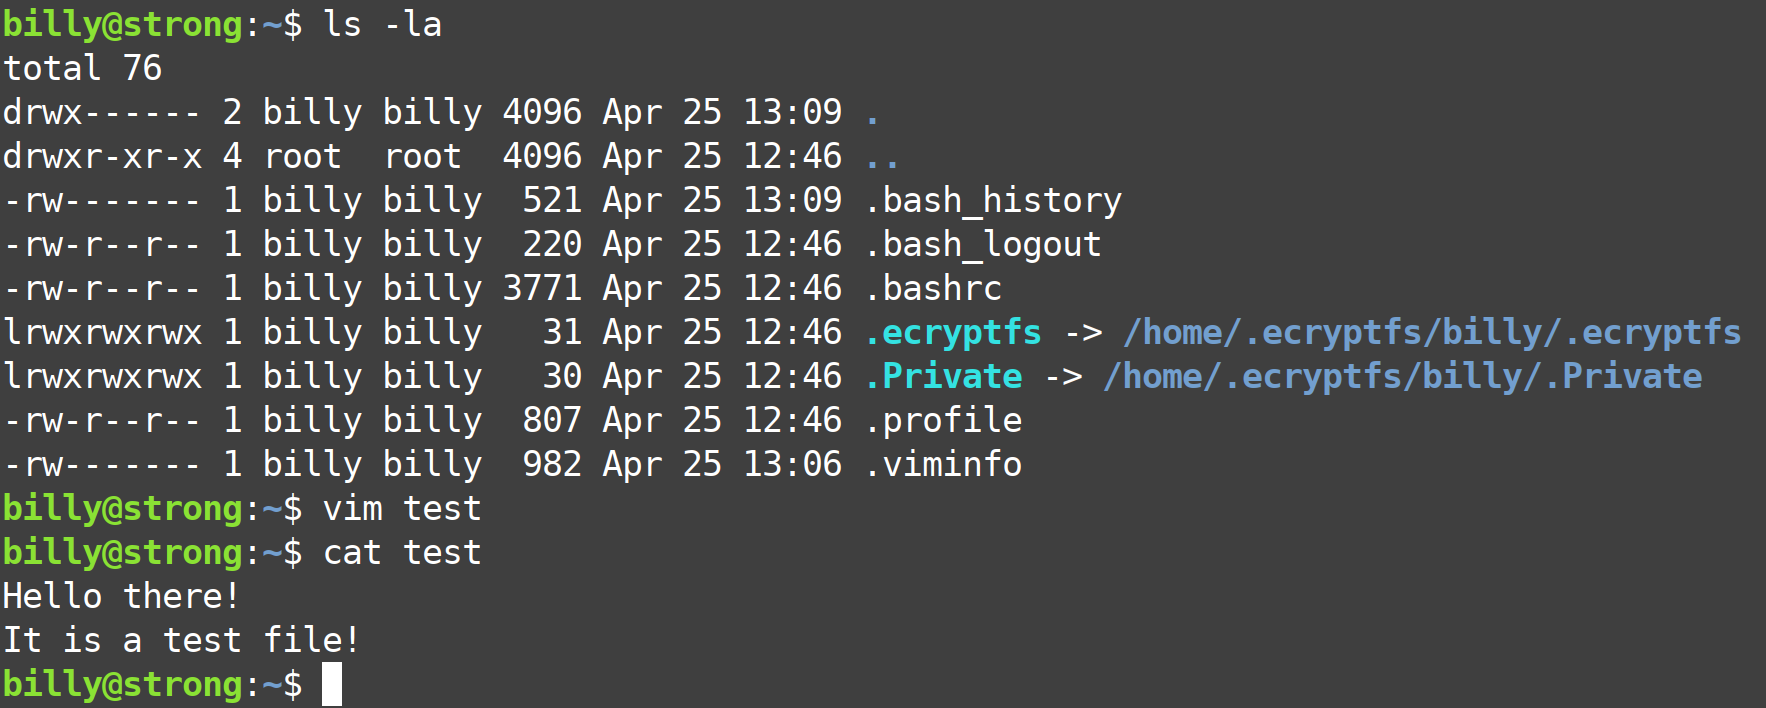 billy@strong:~$ ls -la
total 76
drwx------ 2 billy billy 4096 Apr 25 13:09 .
drwxr-xr-x 4 root  root  4096 Apr 25 12:46 ..
-rw------- 1 billy billy  521 Apr 25 13:09 .bash_history
-rw-r--r-- 1 billy billy  220 Apr 25 12:46 .bash_logout
-rw-r--r-- 1 billy billy 3771 Apr 25 12:46 .bashrc
lrwxrwxrwx 1 billy billy   31 Apr 25 12:46 .ecryptfs -> /home/.ecryptfs/billy/.ecryptfs
lrwxrwxrwx 1 billy billy   30 Apr 25 12:46 .Private -> /home/.ecryptfs/billy/.Private
-rw-r--r-- 1 billy billy  807 Apr 25 12:46 .profile
-rw------- 1 billy billy  982 Apr 25 13:06 .viminfo
billy@strong:~$ vim test
billy@strong:~$ cat test
Hello there!
It is a test file!
billy@strong:~$